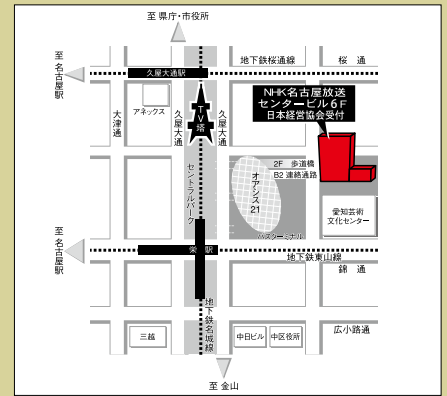 至 県庁・市役所
至 名古屋駅
地下鉄桜通線
桜 通
久屋大通駅
NHK名古屋放送
センタービル6F
日本経営協会受付
アネックス
大津通
久屋大通
TV塔
久屋大通
セントラルパーク
2F 歩道橋
B2 連絡通路
オアシス21
愛知芸術
文化センター
バスターミナル
至 名古屋駅
栄 駅
地下鉄東山線
錦 通
地下鉄名城線
三越
中日ビル
中区役所
広小路通
至 金山